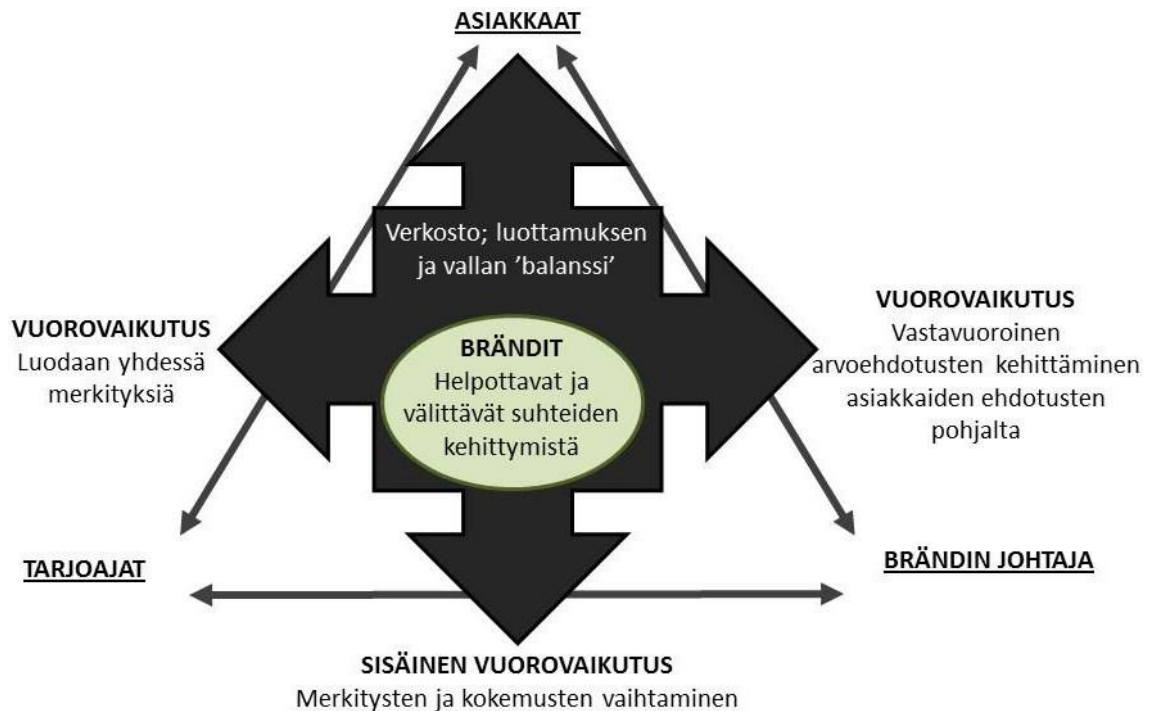 ASIAKKAAT
Verkosto; luottamuksen
ja vallan ’balanssi’
VUOROVAIKUTUS
Luodaan yhdessä
merkityksiä
BRÄNDIT
Helpottavat ja
välittävät suhteiden
kehittymistä
VUOROVAIKUTUS
Vastavuoroinen
arvoehdotusten kehittäminen
asiakkaiden ehdotusten
pohjalta
TARJOAJAT
BRÄNDIN JOHTAJA
SISÄINEN VUOROVAIKUTUS
Merkitysten ja kokemusten vaihtaminen